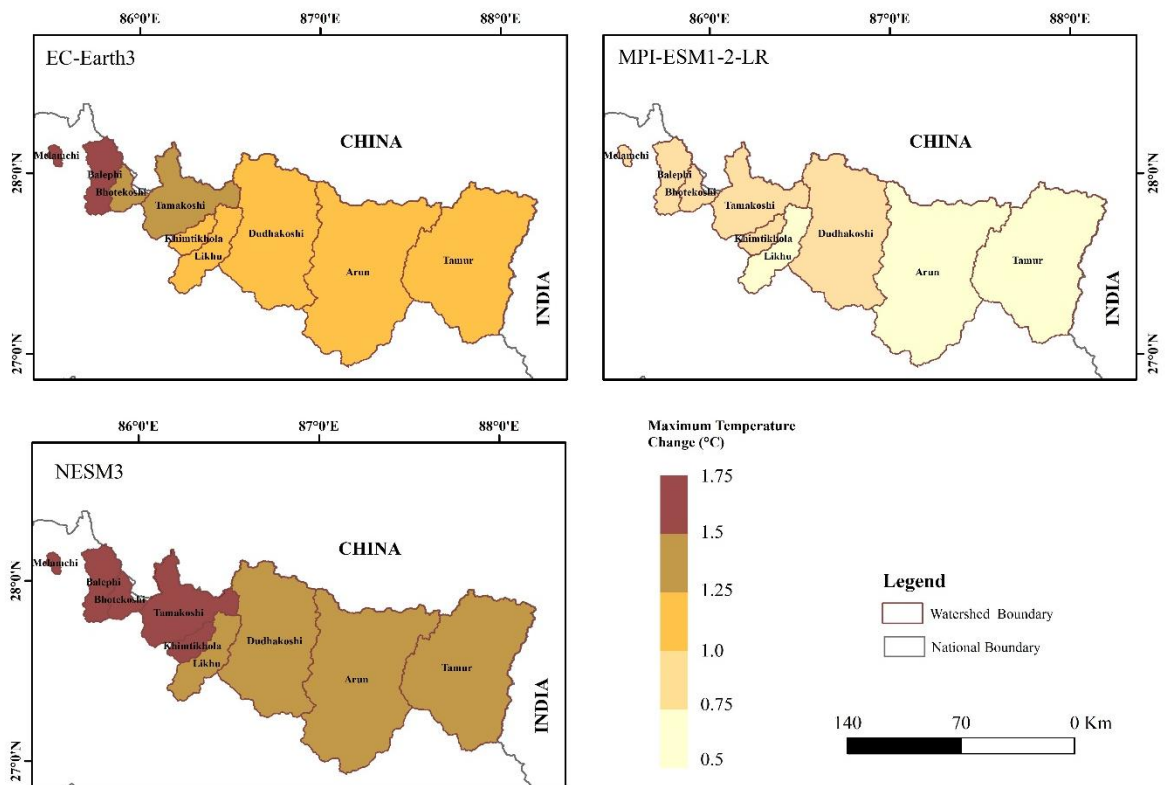 86°0'E 87°0'E 88°0'E
EC-Earth3
CHINA
Melamchi
Balephi
Bhotekoshi
Tamakoshi
Khimtikhola
Likhu
Dudhakoshi
Arun
Tamur
INDIA
28°0'N
27°0'N
86°0'E 87°0'E 88°0'E
MPI-ESM1-2-LR
CHINA
Melamchi
Balephi
Bhotekoshi
Tamakoshi
Khimtikhola
Likhu
Dudhakoshi
Arun
Tamur
INDIA
28°0'N
27°0'N
86°0'E 87°0'E 88°0'E
NESM3
CHINA
Melamchi
Balephi
Bhotekoshi
Tamakoshi
Khimtikhola
Likhu
Dudhakoshi
Arun
Tamur
INDIA
28°0'N
27°0'N
Maximum Temperature
Change (°C)
1.75
1.5
1.25
1.0
0.75
0.5
Legend
Watershed Boundary
National Boundary
140 70 0 Km